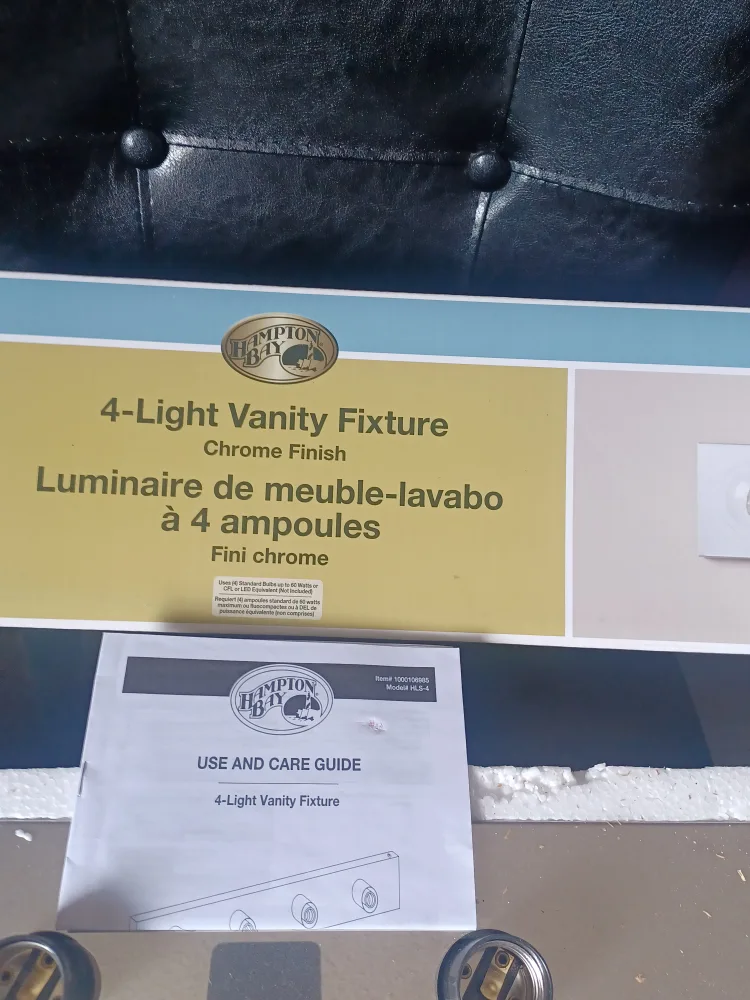 HAMPTON
BAY
4-Light Vanity Fixture
Chrome Finish
Luminaire de meuble-lavabo
à 4 ampoules
Fini chrome
Uses (4) Standard Bulbs up to 60 Watts or
CFL or LED Equivalent (Not Included)
Requiert (4) ampoules standard de 60 watts
maximum ou fluocompactes ou à DEL de
puissance équivalente (non comprises)
HAMPTON
BAY
Item# 1000106985
Model# HLS-4
USE AND CARE GUIDE
4-Light Vanity Fixture